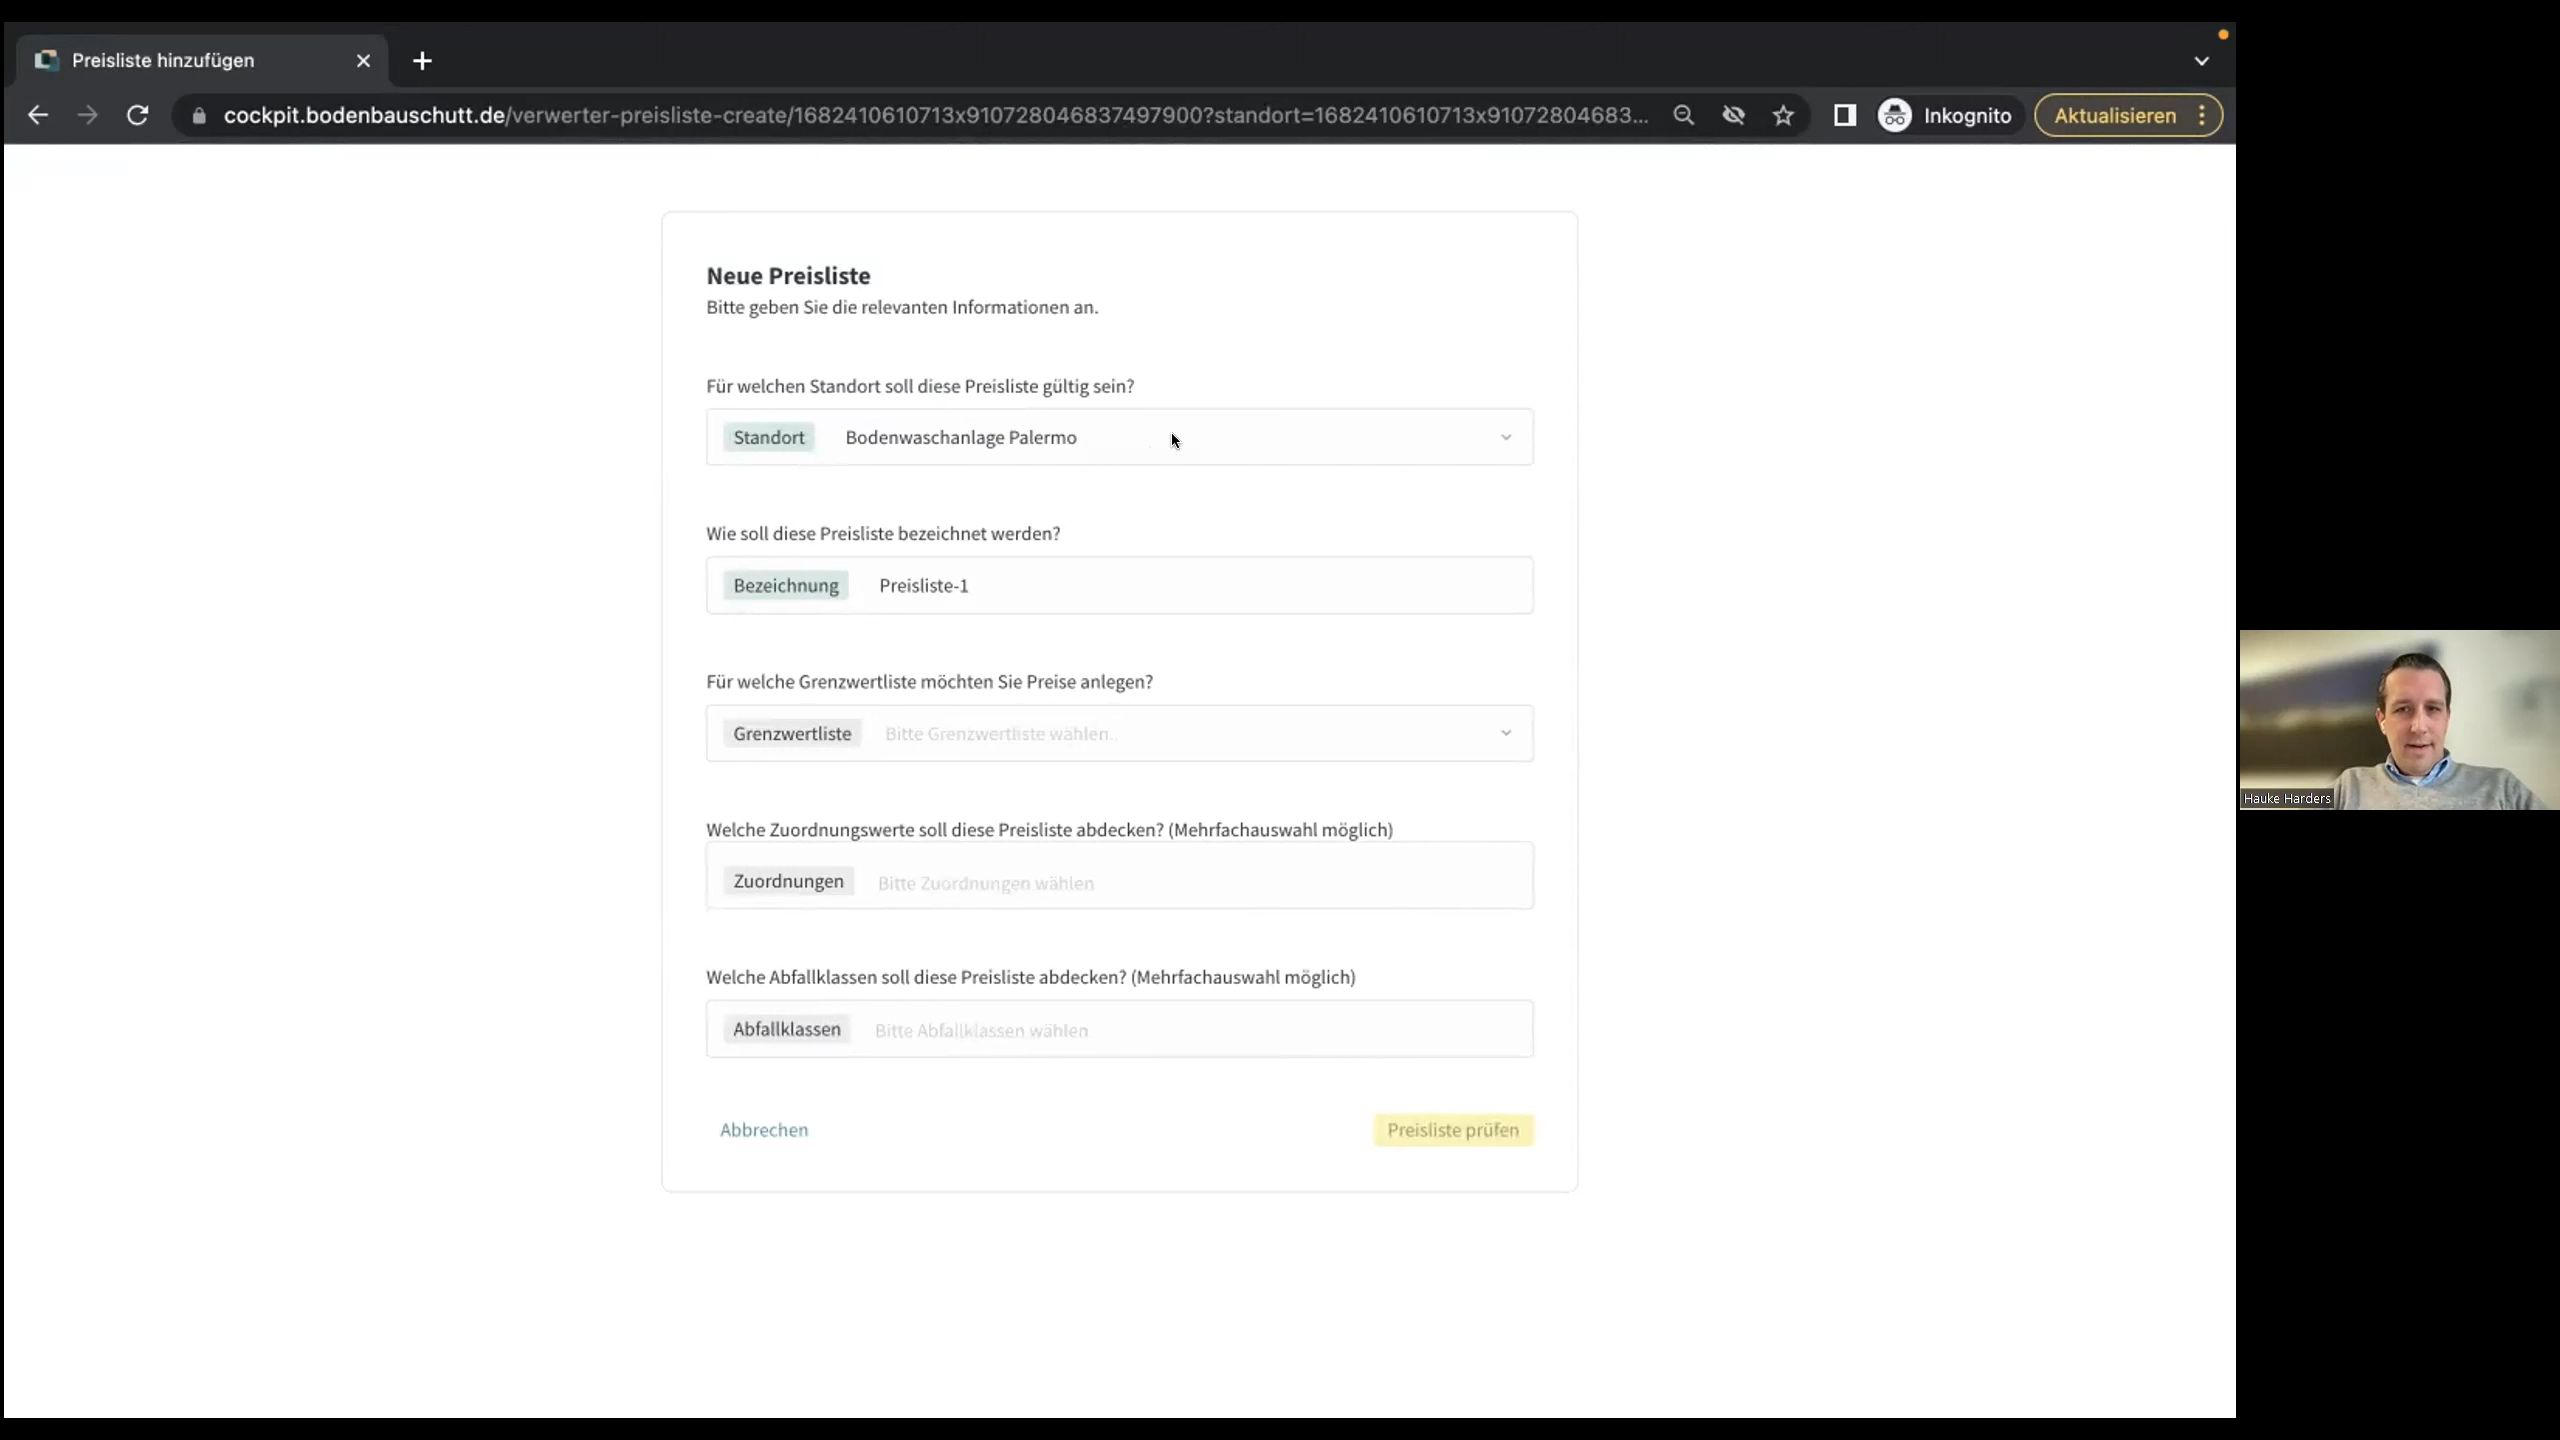 Preisliste hinzufügen
cockpit.bodenbauschutt.de/verwerter-preisliste-create/1682410610713x910728046837497900?standort=1682410610713x91072804683...
Inkognito
Aktualisieren
Neue Preisliste
Bitte geben Sie die relevanten Informationen an.
Für welchen Standort soll diese Preisliste gültig sein?
Standort Bodenwaschanlage Palermo
Wie soll diese Preisliste bezeichnet werden?
Bezeichnung Preisliste-1
Für welche Grenzwertliste möchten Sie Preise anlegen?
Grenzwertliste Bitte Grenzwertliste wählen..
Welche Zuordnungswerte soll diese Preisliste abdecken? (Mehrfachauswahl möglich)
Zuordnungen Bitte Zuordnungen wählen
Welche Abfallklassen soll diese Preisliste abdecken? (Mehrfachauswahl möglich)
Abfallklassen Bitte Abfallklassen wählen
Abbrechen Preisliste prüfen
Hauke Harders